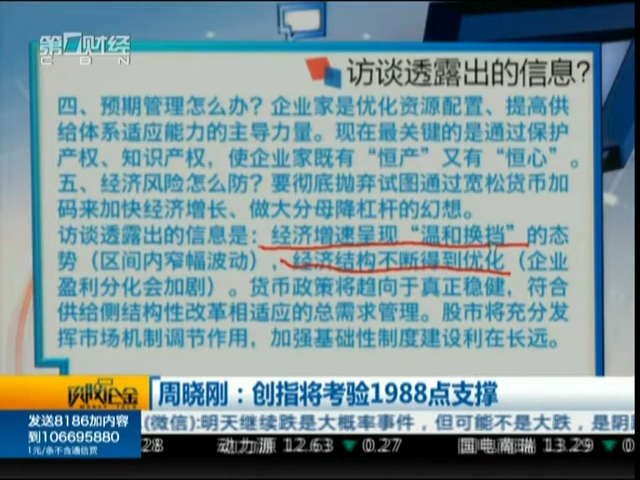 第一财经
CBN
访谈透露出的信息?
四、预期管理怎么办？企业家是优化资源配置、提高供
给体系适应能力的主导力量。现在最关键的是通过保护
产权、知识产权，使企业家既有“恒产”又有“恒心”。
五、经济风险怎么防？要彻底抛弃试图通过宽松货币加
码来加快经济增长、做大分母降杠杆的幻想。
访谈透露出的信息是：经济增速呈现“温和换挡”的态
势（区间内窄幅波动），经济结构不断得到优化（企业
盈利分化会加剧）。货币政策将趋向于真正稳健，符合
供给侧结构性改革相适应的总需求管理。股市将充分发
挥市场机制调节作用，加强基础性制度建设利在长远。
谈股论金
周晓刚：创指将考验1988点支撑
发送8186加内容
到106695880
1元/条不含通信费
(微信):明天继续跌是大概率事件，但可能不是大跌，是阴
28 动力源 12.63 ▼0.27 国电南瑞 13.29 ▼0